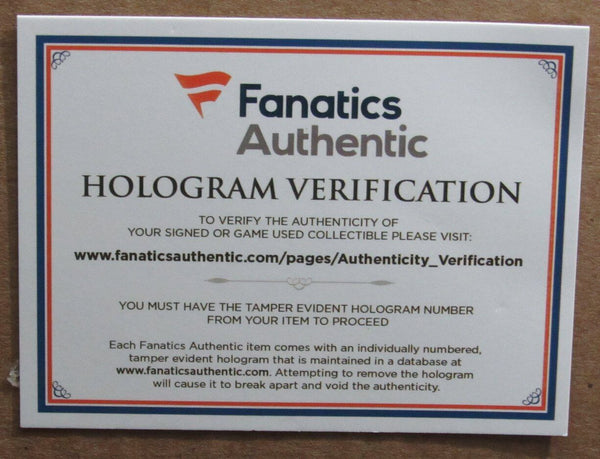 Fanatics
Authentic
HOLOGRAM VERIFICATION
TO VERIFY THE AUTHENTICITY OF
YOUR SIGNED OR GAME USED COLLECTIBLE PLEASE VISIT:
www.fanaticsauthentic.com/pages/Authenticity_Verification
YOU MUST HAVE THE TAMPER EVIDENT HOLOGRAM NUMBER
FROM YOUR ITEM TO PROCEED
Each Fanatics Authentic item comes with an individually numbered,
tamper evident hologram that is maintained in a database at
www.fanaticsauthentic.com. Attempting to remove the hologram
will cause it to break apart and void the authenticity.